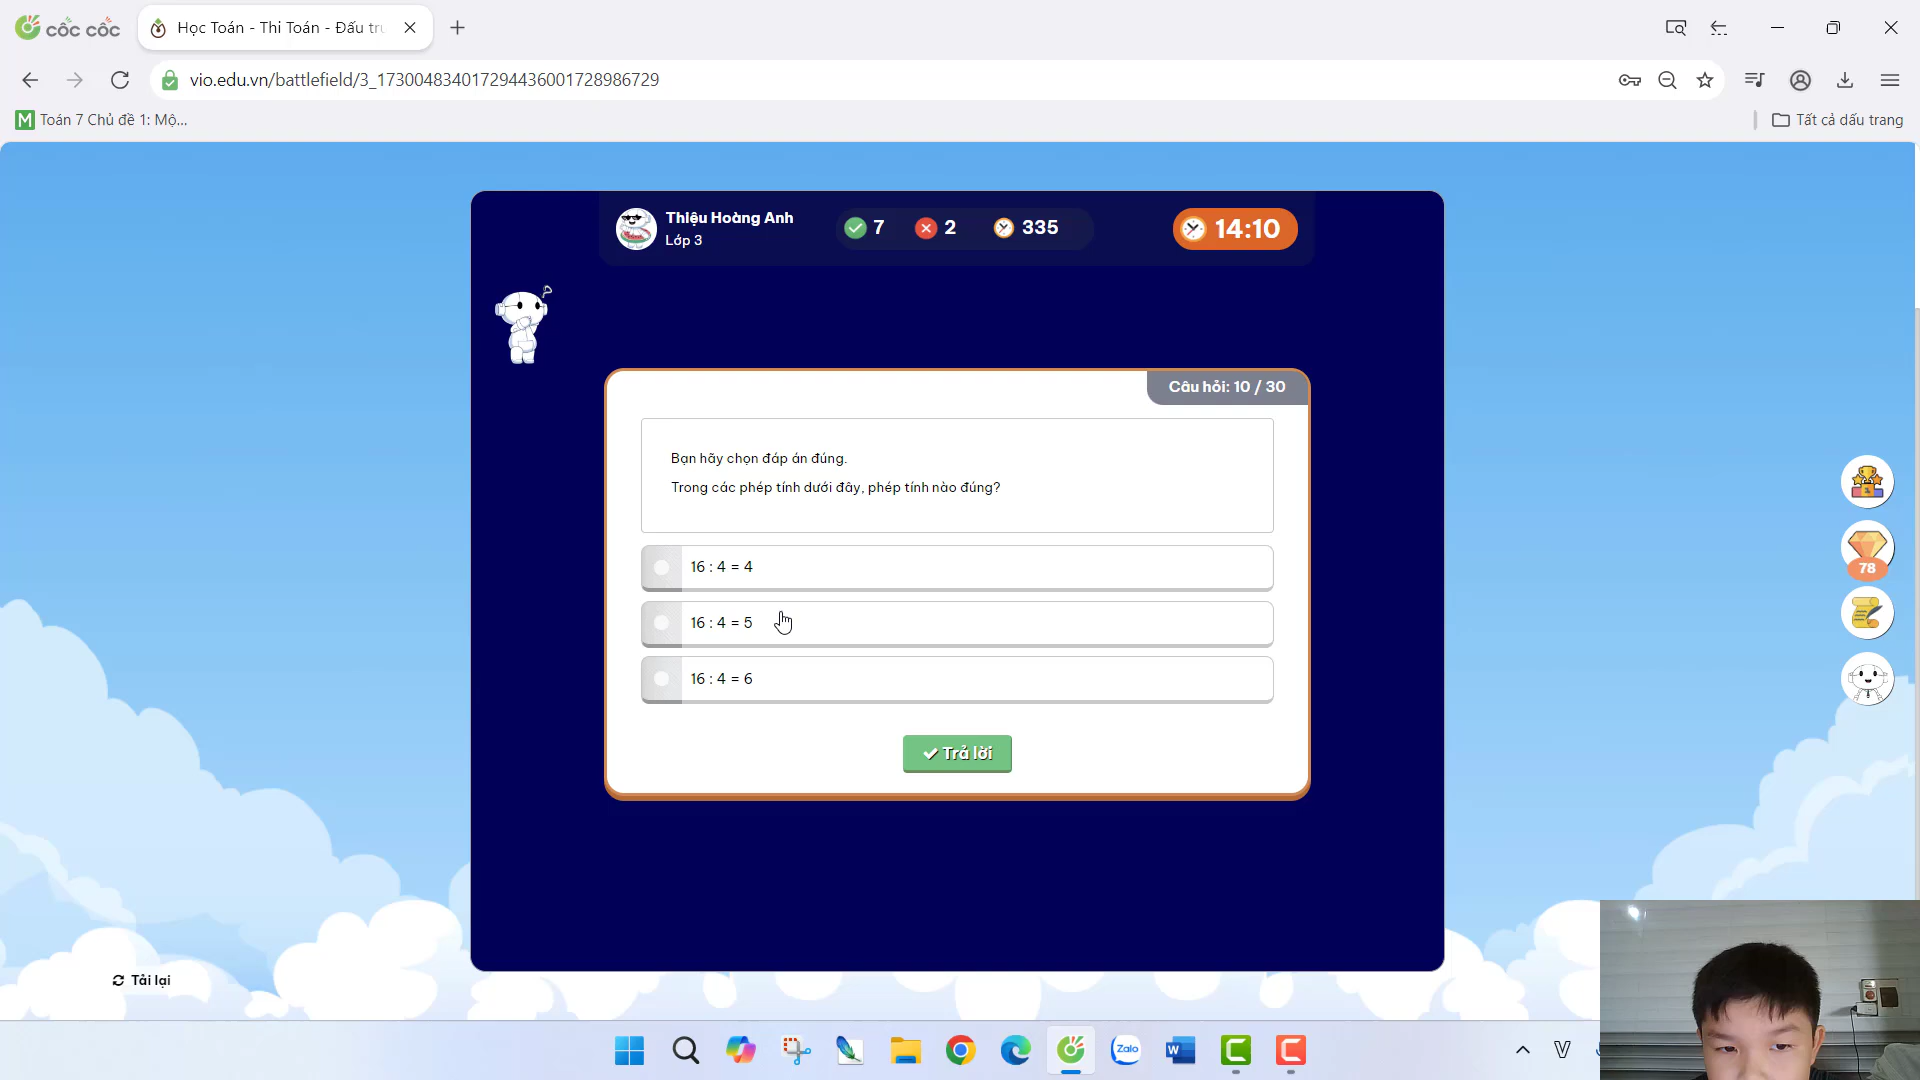 cốc cốc
Học Toán - Thi Toán - Đấu trư
vio.edu.vn/battlefield/3_1730048340172944360017289867​29
M Toán 7 Chủ đề 1: Mộ...
Tất cả dấu trang
Thiệu Hoàng Anh
Lớp 3
7
2
335
14:10
Câu hỏi: 10 / 30
Bạn hãy chọn đáp án đúng.
Trong các phép tính dưới đây, phép tính nào đúng?
16 : 4 = 4
16 : 4 = 5
16 : 4 = 6
Trả lời
78
Tải lại
Zalo
W
V